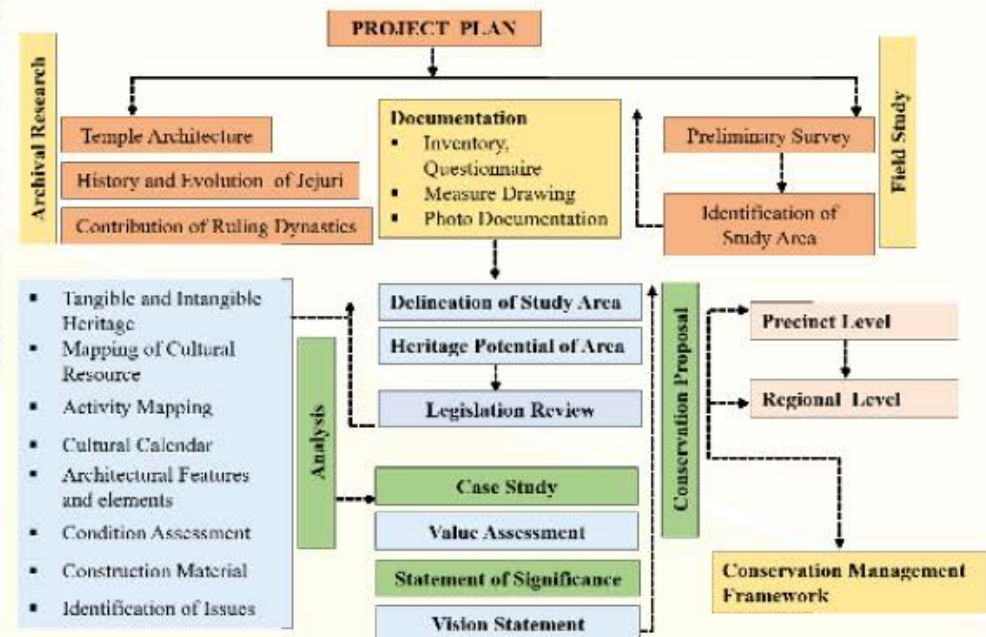 PROJECT PLAN
Archival Research
Temple Architecture
History and Evolution of Jejuri
Contribution of Ruling Dynastics
Documentation
▪ Inventory,
Questionnaire
▪ Measure Drawing
▪ Photo Documentation
Preliminary Survey
Identification of
Study Area
Field Study
▪ Tangible and Intangible
Heritage
▪ Mapping of Cultural
Resource
▪ Activity Mapping
▪ Cultural Calendar
▪ Architectural Features
and elements
▪ Condition Assessment
▪ Construction Material
▪ Identification of Issues
Analysis
Delineation of Study Area
Heritage Potential of Area
Legislation Review
Case Study
Value Assessment
Statement of Significance
Vision Statement
Conservation Proposal
Precinct Level
Regional Level
Conservation Management
Framework